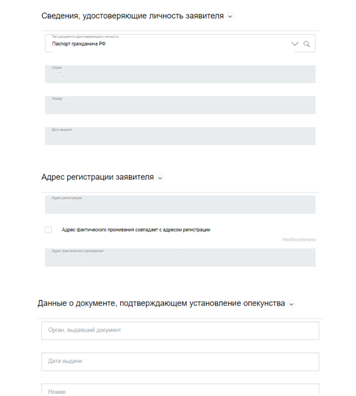 Сведения, удостоверяющие личность заявителя
Тип документа удостоверяющего личность
Паспорт гражданина РФ
Серия
Номер
Дата выдачи
Адрес регистрации заявителя
Адрес регистрации
Адрес фактического проживания совпадает с адресом регистрации
Необязательно
Адрес фактического проживания
Данные о документе, подтверждающем установление опекунства
Орган, выдавший документ
Дата выдачи
Номер